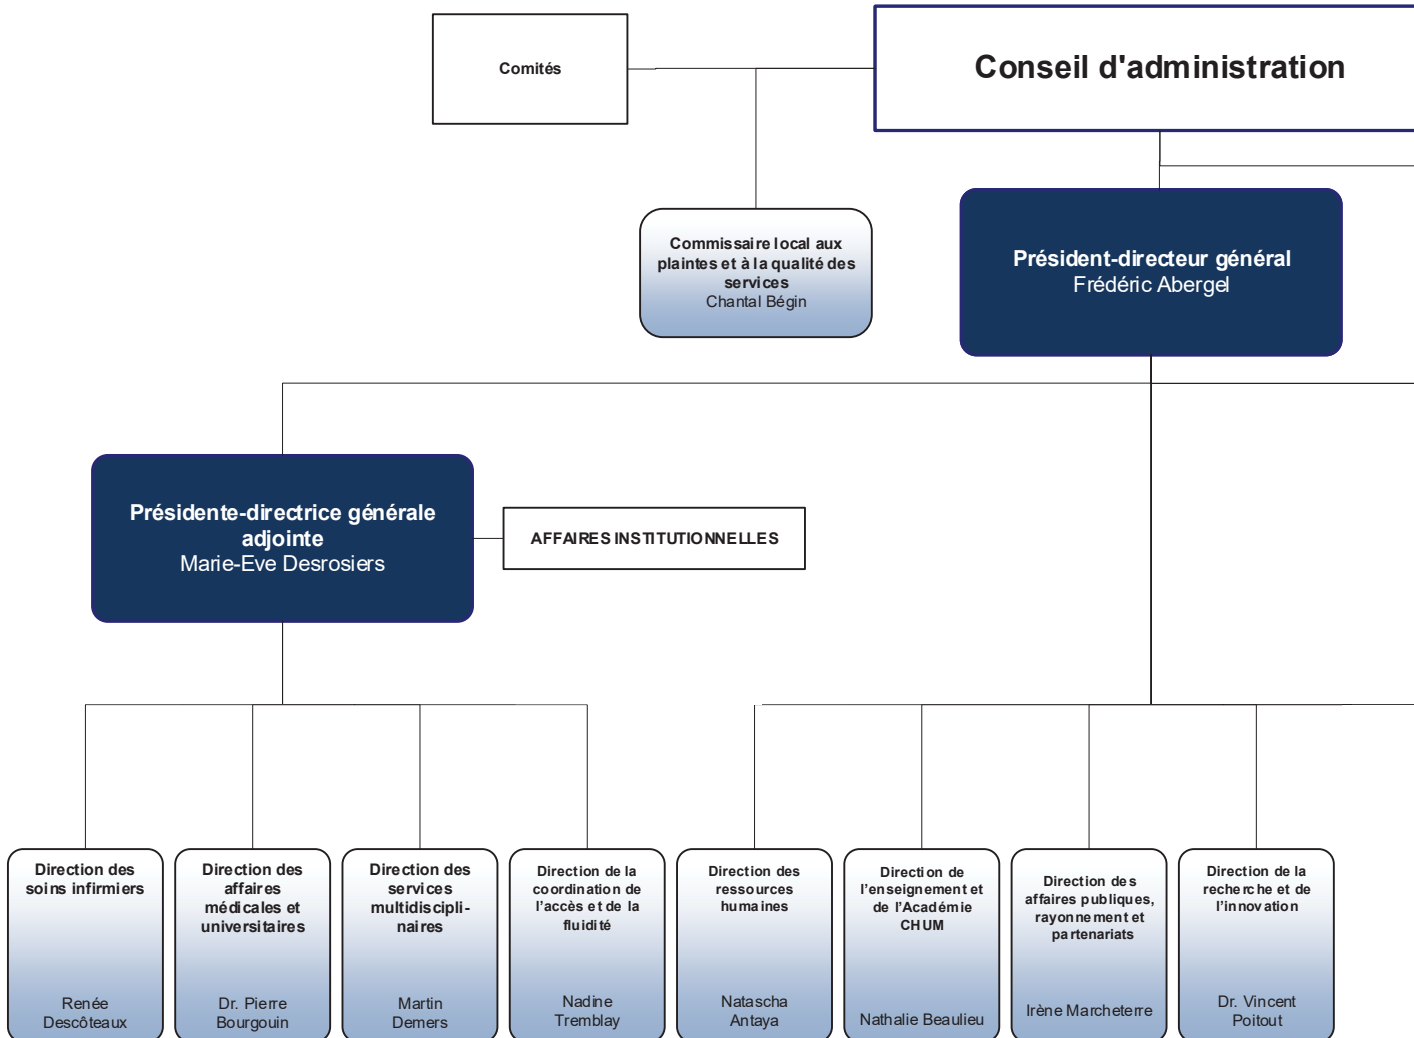 Comités
Conseil d'administration
Commissaire local aux
plaintes et à la qualité des
services
Chantal Bégin
Président-directeur général
Frédéric Abergel
Présidente-directrice générale
adjointe
Marie-Eve Desrosiers
AFFAIRES INSTITUTIONNELLES
Direction des
soins infirmiers
Renée
Descôteaux
Direction des
affaires
médicales et
universitaires
Dr. Pierre
Bourgouin
Direction des
services
multidiscipli-
naires
Martin
Demers
Direction de la
coordination de
l'accès et de la
fluidité
Nadine
Tremblay
Direction des
ressources
humaines
Natascha
Antaya
Direction de
l'enseignement et
de l'Académie
CHUM
Nathalie Beaulieu
Direction des
affaires publiques,
rayonnement et
partenariats
Irène Marcheterre
Direction de la
recherche et de
l'innovation
Dr. Vincent
Poitout